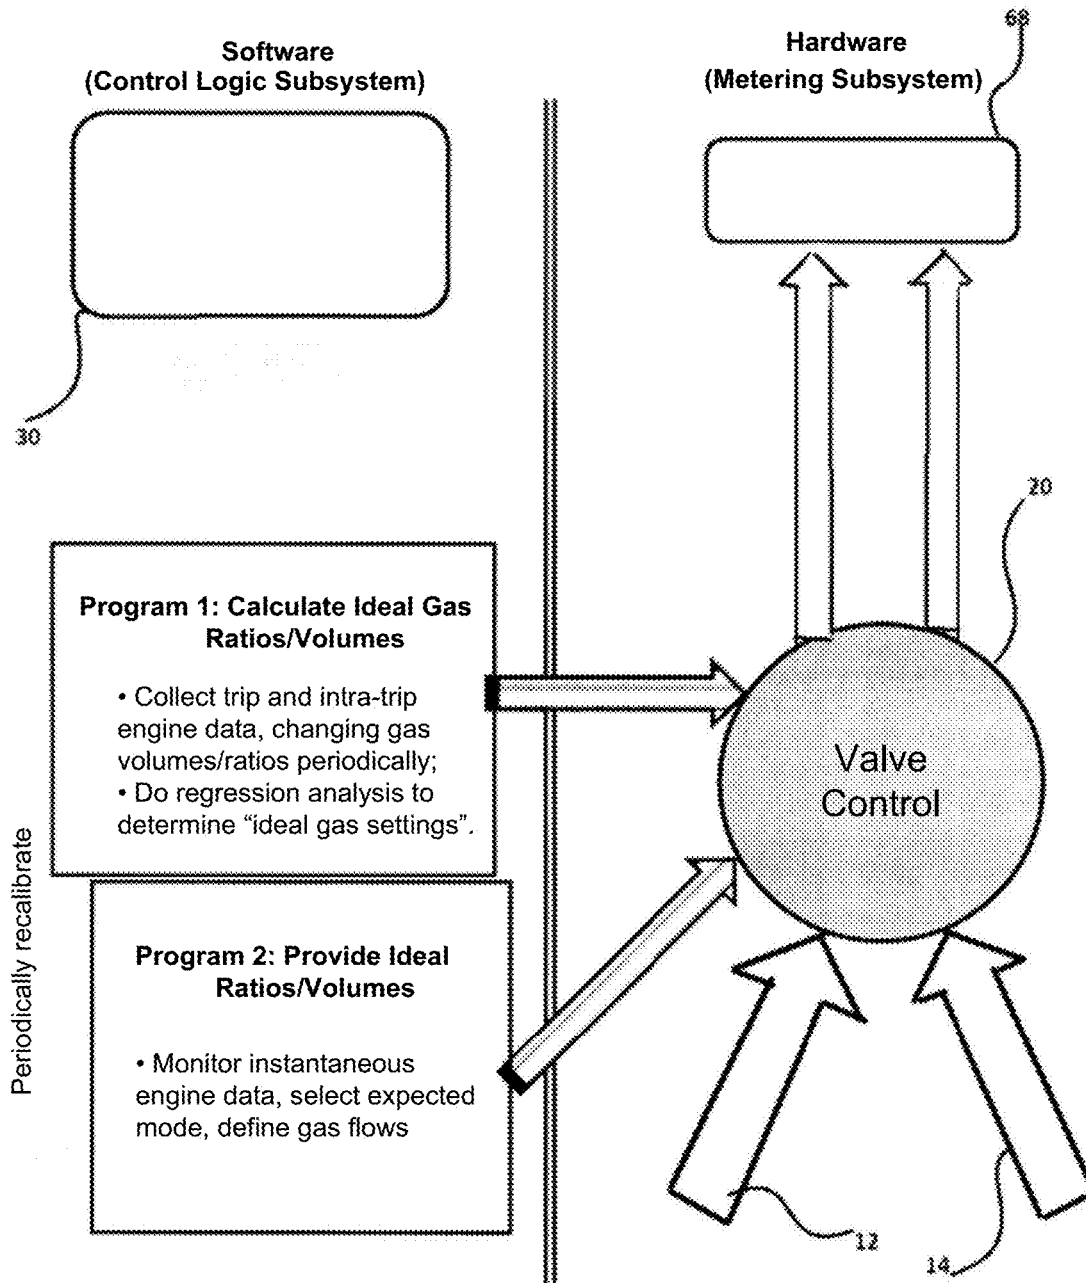 Software
(Control Logic Subsystem)
Hardware
(Metering Subsystem)
68
30
20
Program 1: Calculate Ideal Gas
Ratios/Volumes
• Collect trip and intra-trip
engine data, changing gas
volumes/ratios periodically;
• Do regression analysis to
determine “ideal gas settings”.
Valve
Control
Periodically recalibrate
Program 2: Provide Ideal
Ratios/Volumes
• Monitor instantaneous
engine data, select expected
mode, define gas flows
12
14